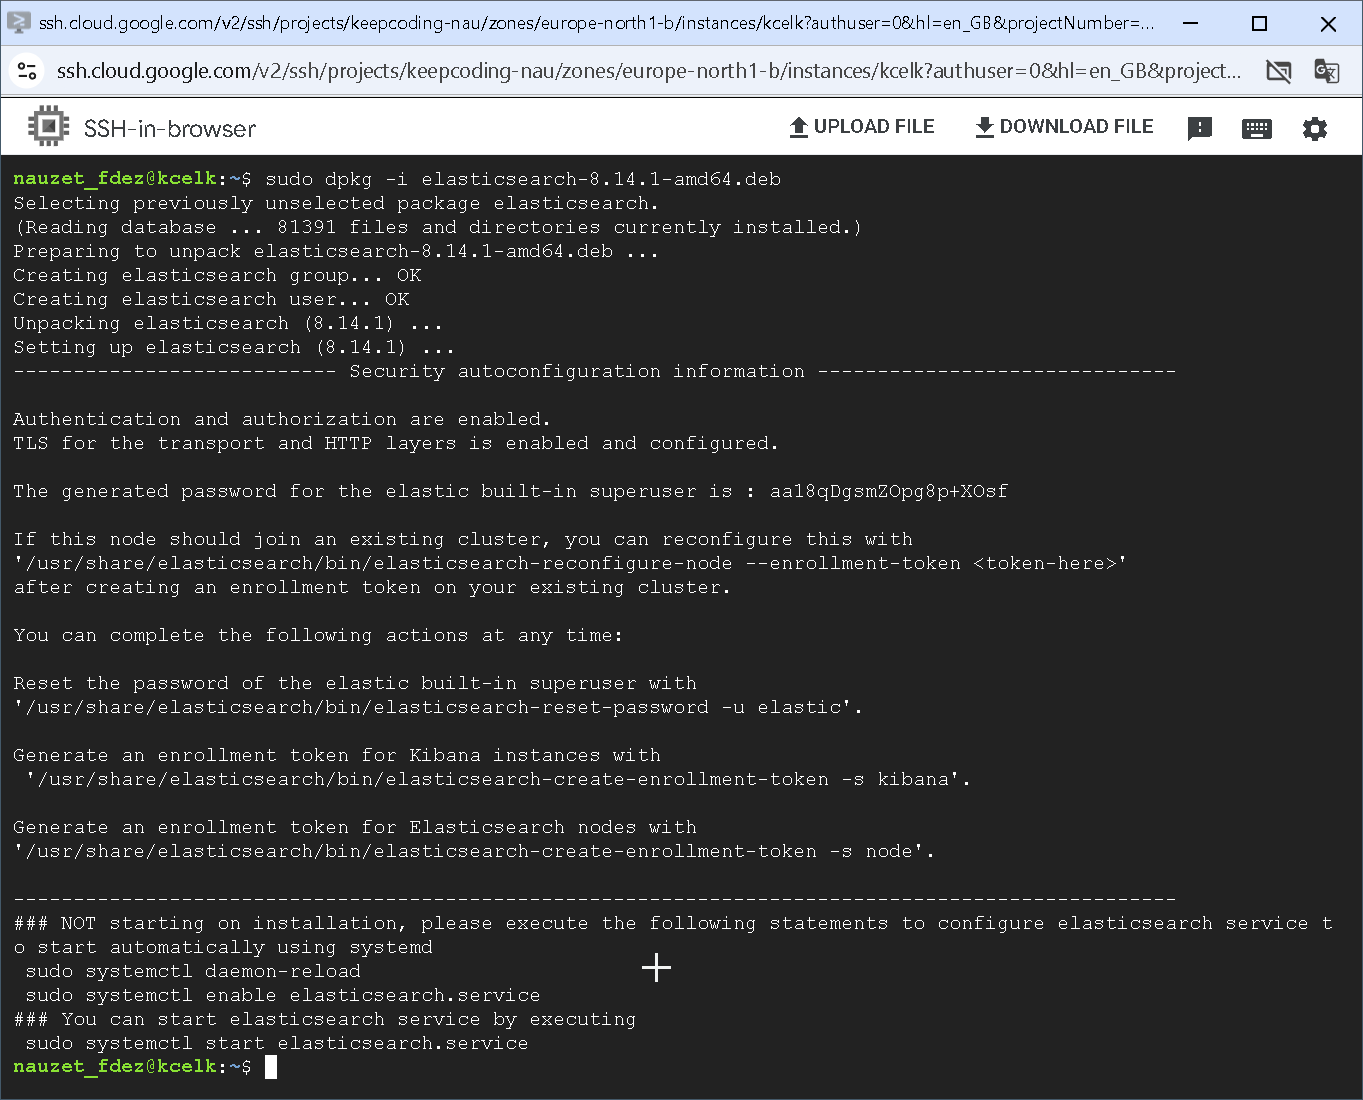 ssh.cloud.google.com/v2/ssh/projects/keepcoding-nau/zones/europe-north1-b/instances/kcelk?authuser=0&hl=en_GB&projectNumber=...
ssh.cloud.google.com/v2/ssh/projects/keepcoding-nau/zones/europe-north1-b/instances/kcelk?authuser=0&hl=en_GB&project...
SSH-in-browser UPLOAD FILE DOWNLOAD FILE
nauzet_fdez@kcelk:~$ sudo dpkg -i elasticsearch-8.14.1-amd64.deb
Selecting previously unselected package elasticsearch.
(Reading database ... 81391 files and directories currently installed.)
Preparing to unpack elasticsearch-8.14.1-amd64.deb ...
Creating elasticsearch group... OK
Creating elasticsearch user... OK
Unpacking elasticsearch (8.14.1) ...
Setting up elasticsearch (8.14.1) ...
--------------------------- Security autoconfiguration information ------------------------------
Authentication and authorization are enabled.
TLS for the transport and HTTP layers is enabled and configured.
The generated password for the elastic built-in superuser is : aa18qDgsmZOpg8p+XOsf
If this node should join an existing cluster, you can reconfigure this with
'/usr/share/elasticsearch/bin/elasticsearch-reconfigure-node --enrollment-token <token-here>'
after creating an enrollment token on your existing cluster.
You can complete the following actions at any time:
Reset the password of the elastic built-in superuser with
'/usr/share/elasticsearch/bin/elasticsearch-reset-password -u elastic'.
Generate an enrollment token for Kibana instances with
 '/usr/share/elasticsearch/bin/elasticsearch-create-enrollment-token -s kibana'.
Generate an enrollment token for Elasticsearch nodes with
'/usr/share/elasticsearch/bin/elasticsearch-create-enrollment-token -s node'.
-------------------------------------------------------------------------------------------------
### NOT starting on installation, please execute the following statements to configure elasticsearch service t
o start automatically using systemd
 sudo systemctl daemon-reload
 sudo systemctl enable elasticsearch.service
### You can start elasticsearch service by executing
 sudo systemctl start elasticsearch.service
nauzet_fdez@kcelk:~$